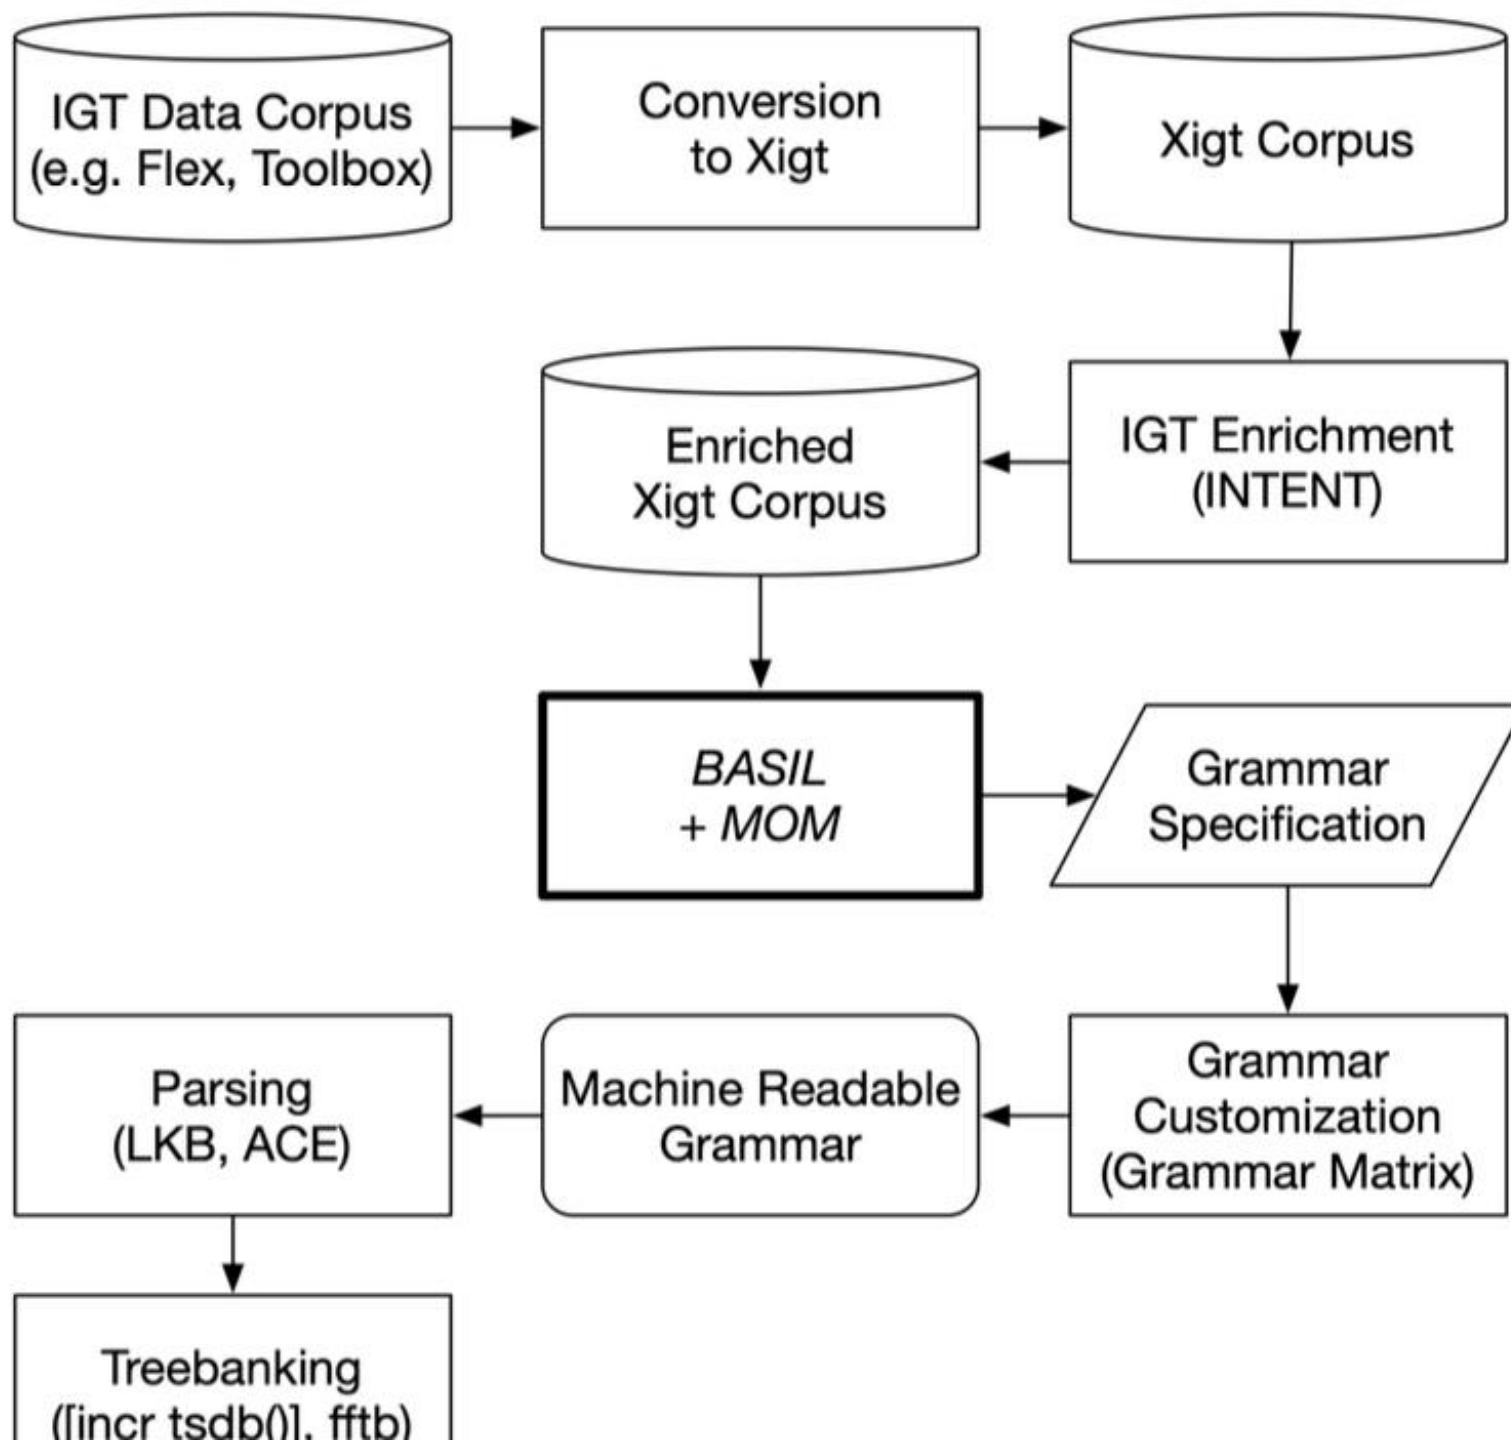 IGT Data Corpus
(e.g. Flex, Toolbox)
Conversion
to Xigt
Xigt Corpus
IGT Enrichment
(INTENT)
Enriched
Xigt Corpus
BASIL
+ MOM
Grammar
Specification
Grammar
Customization
(Grammar Matrix)
Machine Readable
Grammar
Parsing
(LKB, ACE)
Treebanking
([incr tsdb()], fftb)